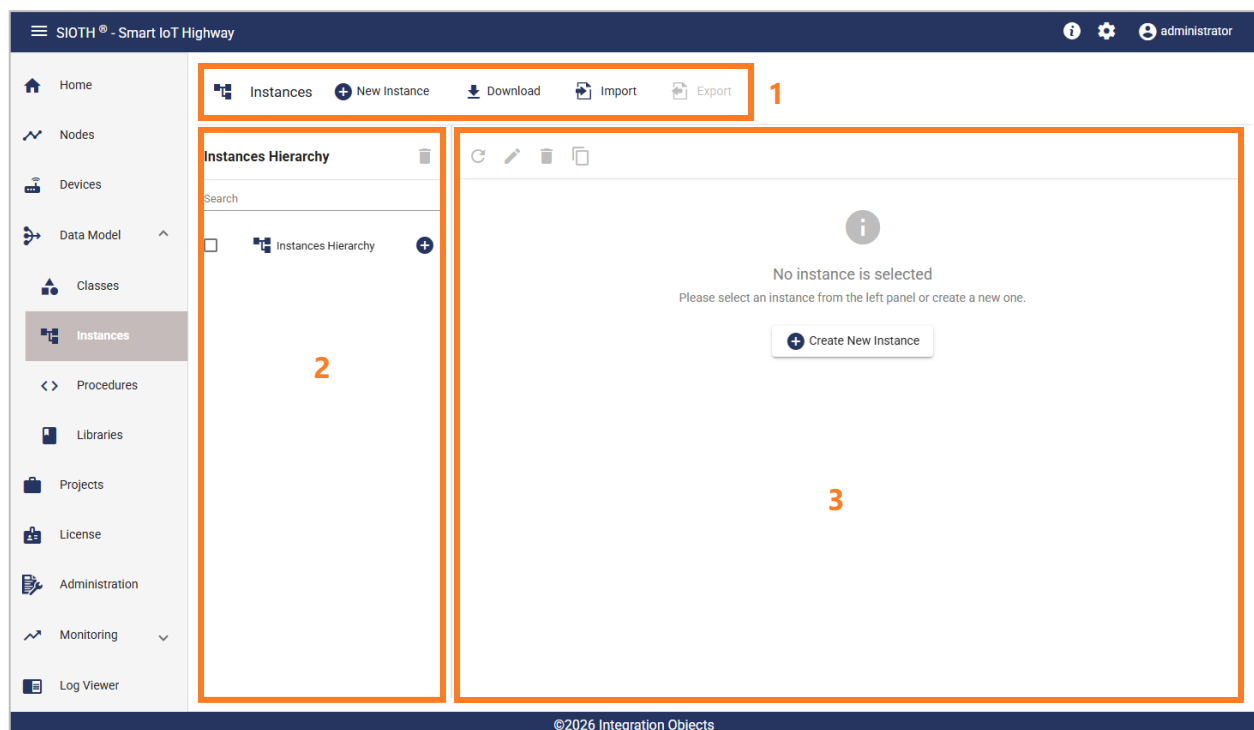 SIOTH ® - Smart IoT Highway
administrator
Home
Nodes
Devices
Data Model
Classes
Instances
Procedures
Libraries
Projects
License
Administration
Monitoring
Log Viewer
Instances New Instance Download Import Export
1
Instances Hierarchy
Search
Instances Hierarchy
2
No instance is selected
Please select an instance from the left panel or create a new one.
Create New Instance
3
©2026 Integration Objects